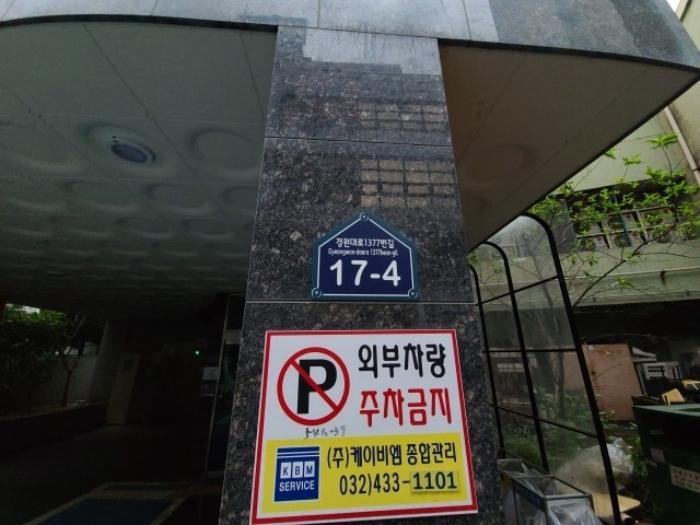 경원대로1377번길
Gyeongwon-daero 1377beon-gil
17-4
P
외부차량
주차금지
KBM
SERVICE
(주)케이비엠 종합관리
032)433-1101